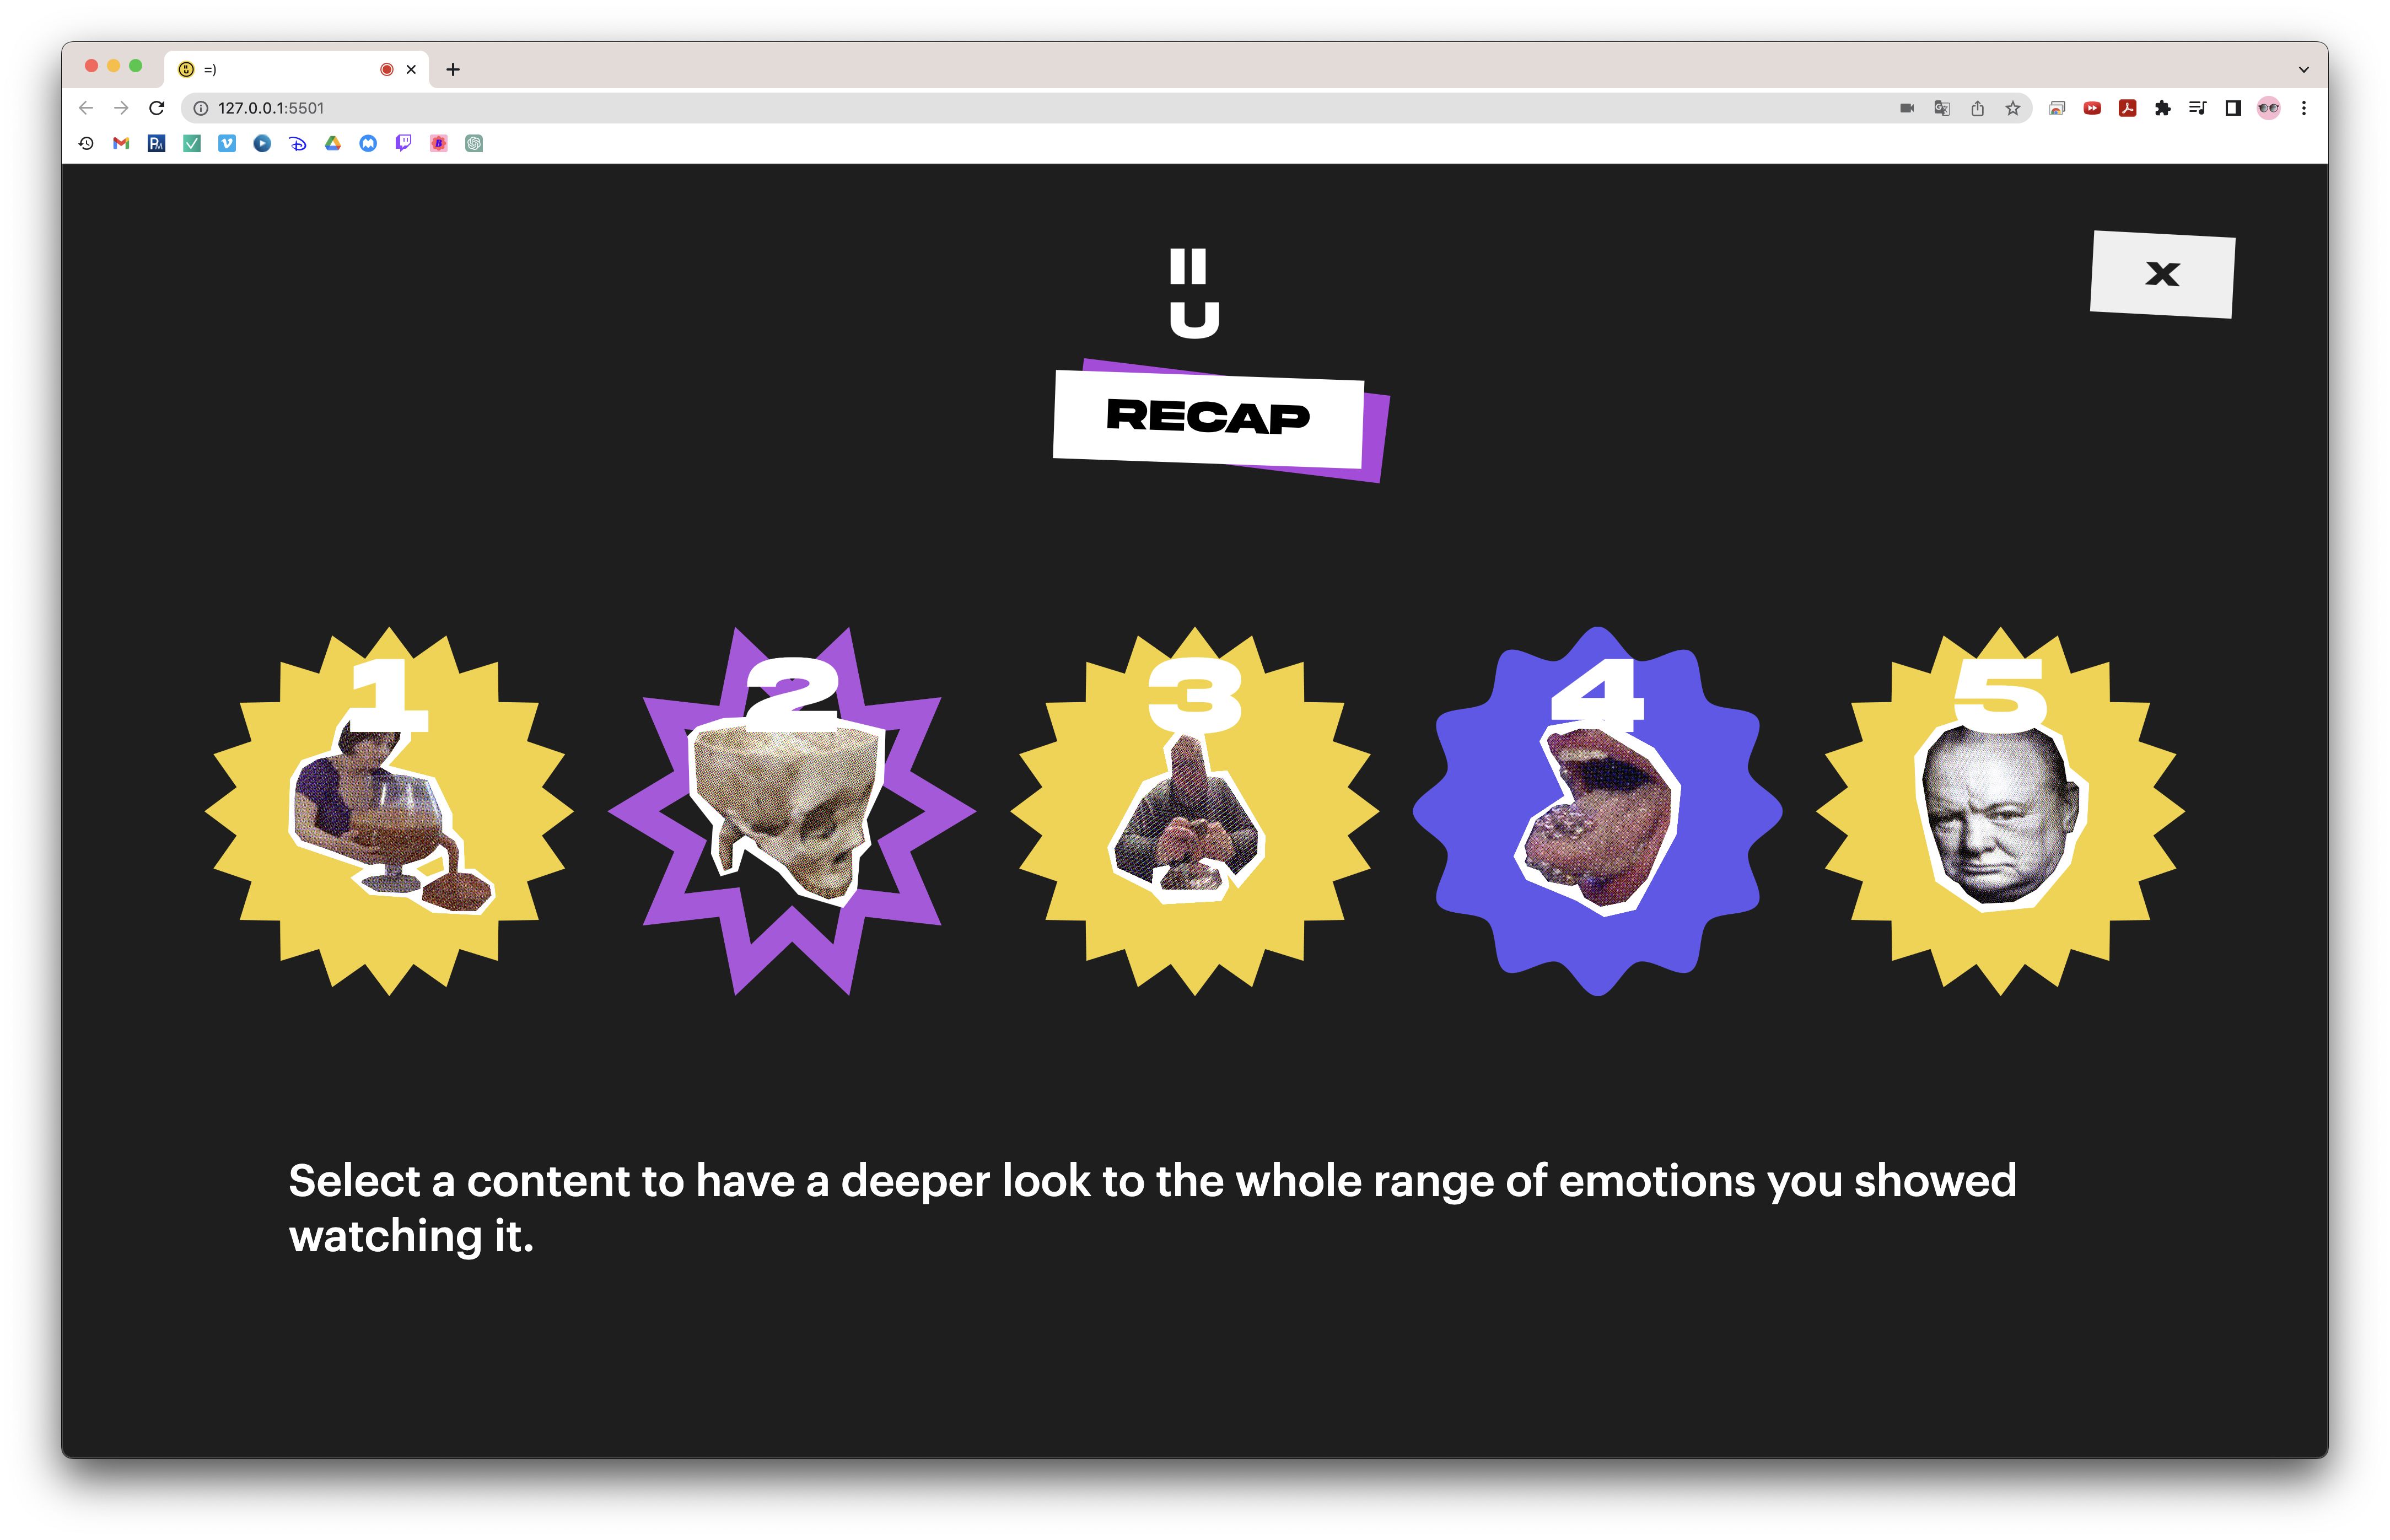 =)
127.0.0.1:5501
II
U
X
RECAP
1
2
3
4
5
Select a content to have a deeper look to the whole range of emotions you showed
watching it.